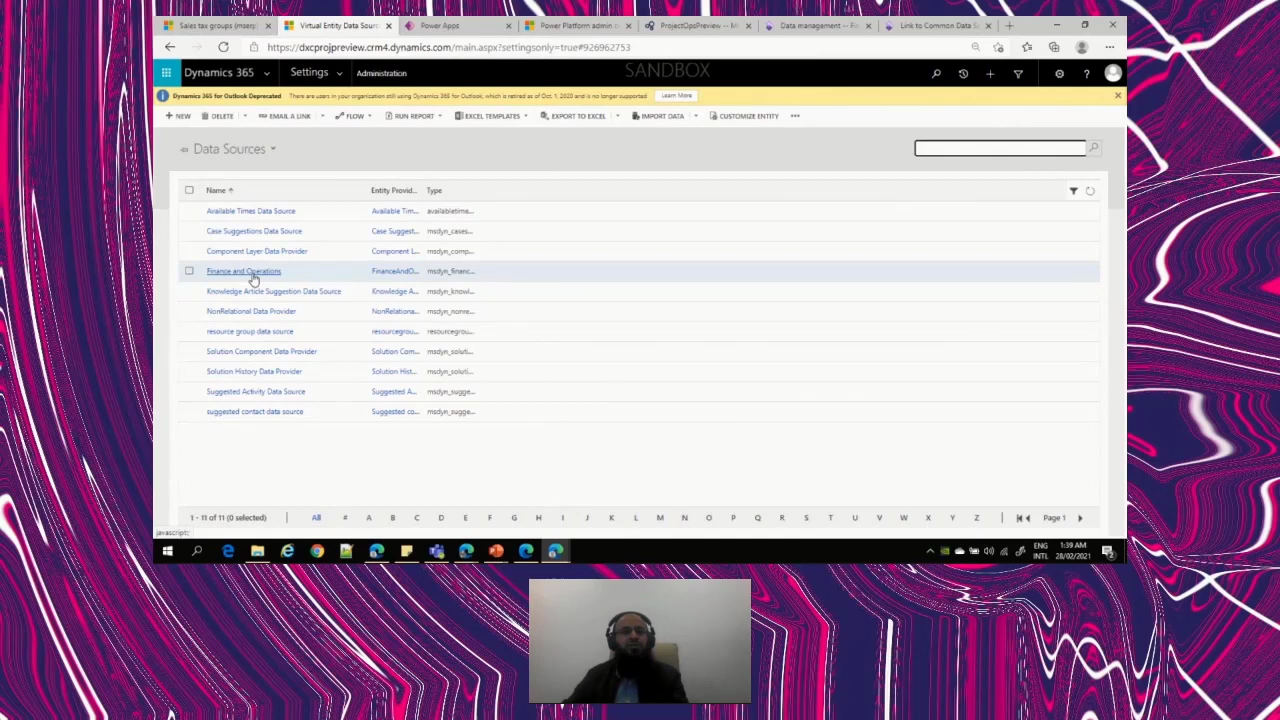 Sales tax groups (mserp
Virtual Entity Data Sourc
Power Apps
Power Platform admin c
ProjectOpsPreview -- M
Data management -- Fi
Link to Common Data Se
https://dxcprojpreview.crm4.dynamics.com/main.aspx?settingsonly=true#926962753
Dynamics 365
Settings
Administration
SANDBOX
Dynamics 365 for Outlook Deprecated There are users in your organization still using Dynamics 365 for Outlook, which is retired as of Oct. 1, 2020 and is no longer supported. Learn More
+ NEW DELETE EMAIL A LINK FLOW RUN REPORT EXCEL TEMPLATES EXPORT TO EXCEL IMPORT DATA CUSTOMIZE ENTITY
Data Sources
Name Entity Provid... Type
Available Times Data Source Available Tim... availabletime...
Case Suggestions Data Source Case Suggest... msdyn_cases...
Component Layer Data Provider Component L... msdyn_comp...
Finance and Operations FinanceAndO... msdyn_financ...
Knowledge Article Suggestion Data Source Knowledge A... msdyn_knowl...
NonRelational Data Provider NonRelationa... msdyn_nonre...
resource group data source resourcegrou... resourcegrou...
Solution Component Data Provider Solution Com... msdyn_soluti...
Solution History Data Provider Solution Hist... msdyn_soluti...
Suggested Activity Data Source Suggested A... msdyn_sugge...
suggested contact data source Suggested co... msdyn_sugge...
1 - 11 of 11 (0 selected) All # A B C D E F G H I J K L M N O P Q R S T U V W X Y Z Page 1
javascript:
ENG 1:39 AM
INTL 28/02/2021
2